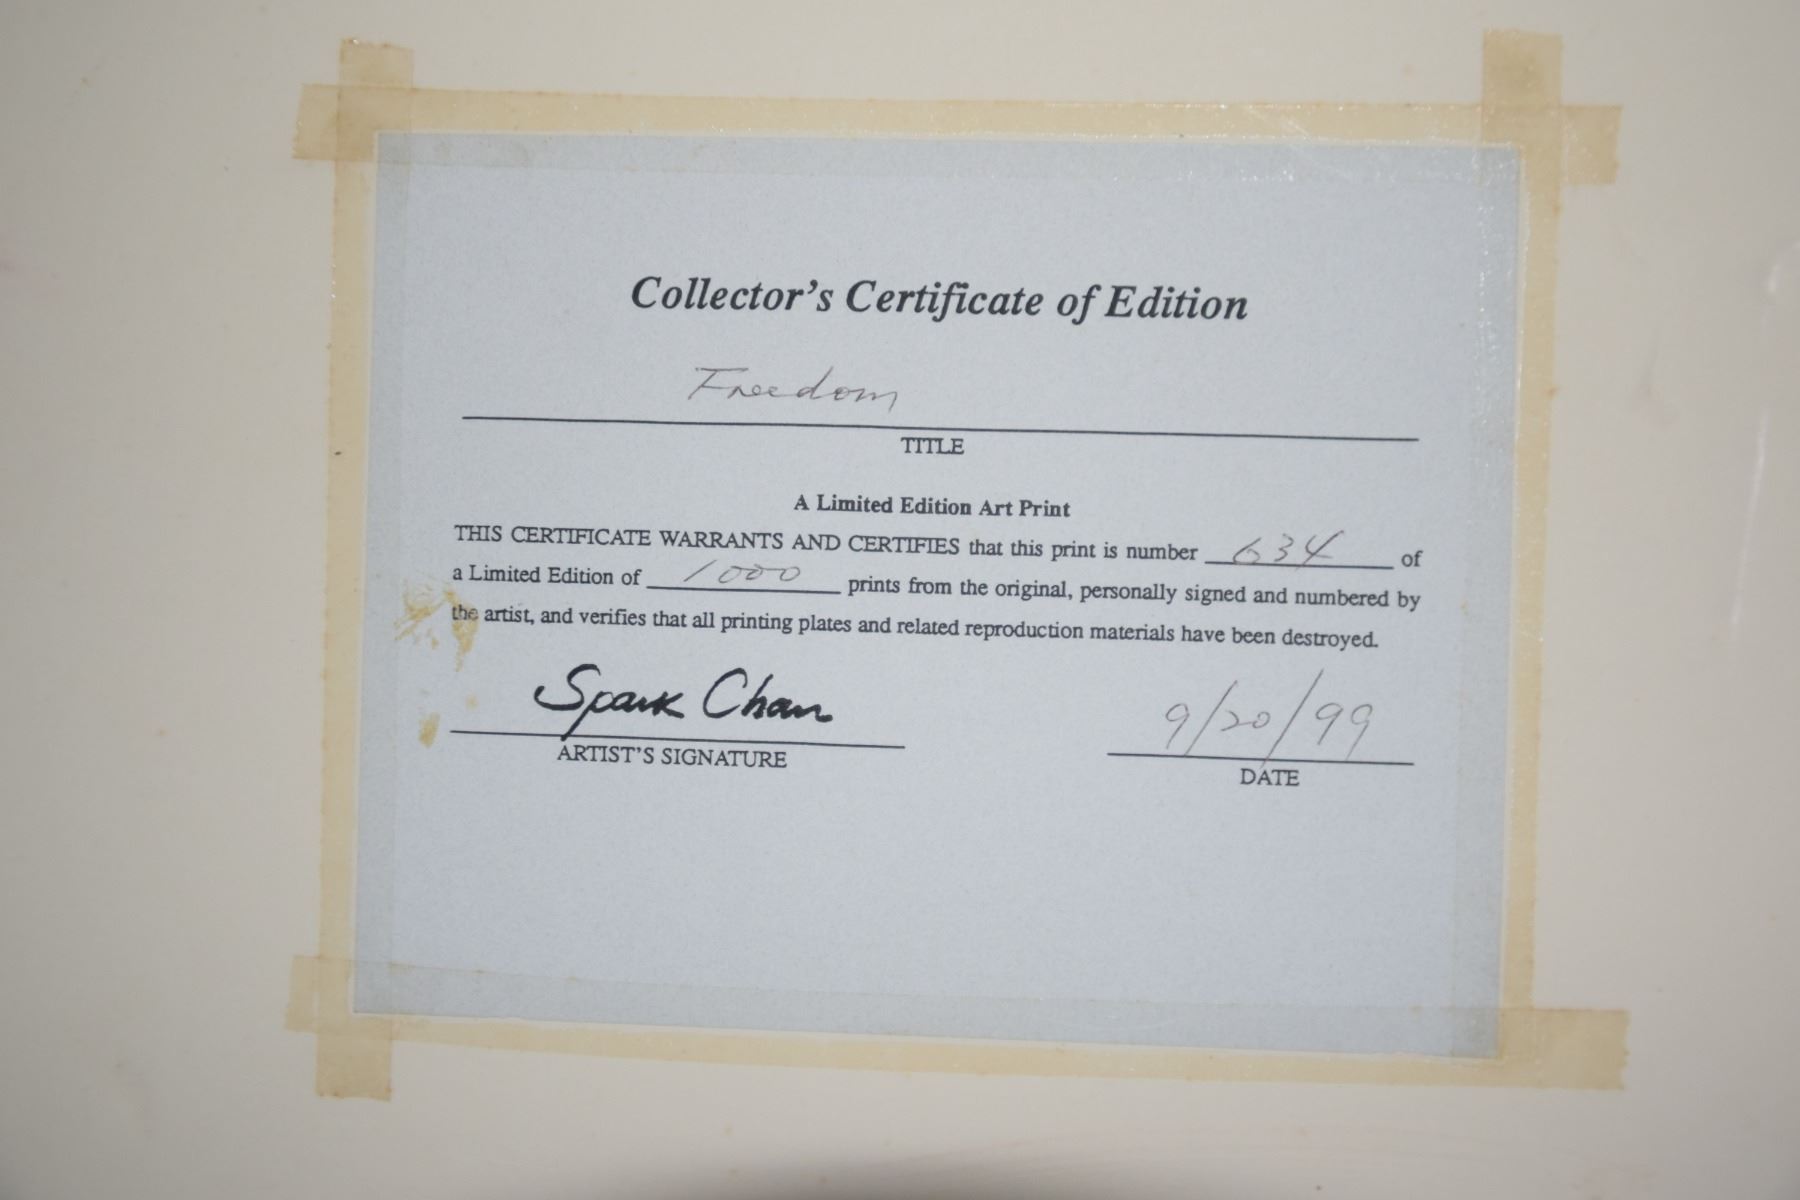 Collector's Certificate of Edition
Freedom
TITLE
A Limited Edition Art Print
THIS CERTIFICATE WARRANTS AND CERTIFIES that this print is number 634 of
a Limited Edition of 1000 prints from the original, personally signed and numbered by
the artist, and verifies that all printing plates and related reproduction materials have been destroyed.
Spark Chan 9/20/99
ARTIST'S SIGNATURE DATE